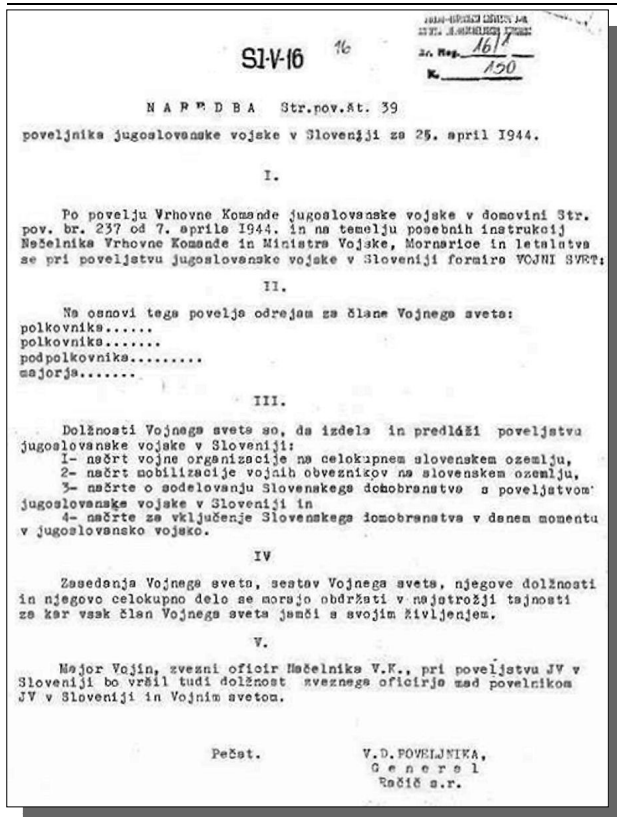 Br. Reg. 16/1
K. 150
SI-V-16
16
NAREDBA Str.pov.št. 39
poveljnika jugoslovanske vojske v Sloveniji za 25. april 1944.
I.
Po povelju Vrhovne Komande jugoslovanske vojske v domovini Str.
pov. br. 237 od 7. aprila 1944. in na temelju posebnih instrukcij
Načelnika Vrhovne Komande in Ministra Vojske, Mornarice in letalstva
se pri poveljstvu jugoslovanske vojske v Sloveniji formira VOJNI SVET:
II.
Na osnovi tega povelja odrejam za člane Vojnega sveta:
polkovnika......
polkovnika.......
podpolkovnika.........
majorja.......
III.
Dolžnosti Vojnega sveta so, da izdela in predláži poveljstvu
jugoslovanske vojske v Sloveniji:
I- načrt vojne organizacije na celokupnem slovenskem ozemlju,
2- načrt mobilizacije vojnih obveznikov na slovenskem ozemlju,
3- načrte o sodelovanju Slovenskega domobranstva s poveljstvom
jugoslovanske vojske v Sloveniji in
4- načrte za vključenje Slovenskega domobranstva v danem momentu
v jugoslovansko vojsko.
IV
Zasedanja Vojnega sveta, sestav Vojnega sveta, njegove dolžnosti
in njegovo celokupno delo se morajo obdržati v najstrožji tajnosti
za kar vsak član Vojnega sveta jamči s svojim življenjem.
V.
Major Vojin, zvezni oficir Načelnika V.K., pri poveljstvu JV v
Sloveniji bo vršil tudi dolžnost zveznega oficirja mad povelnikom
JV v Sloveniji in Vojnim svetom.
Pečat.
V.D.POVELJNIKA,
General
Račič s.r.